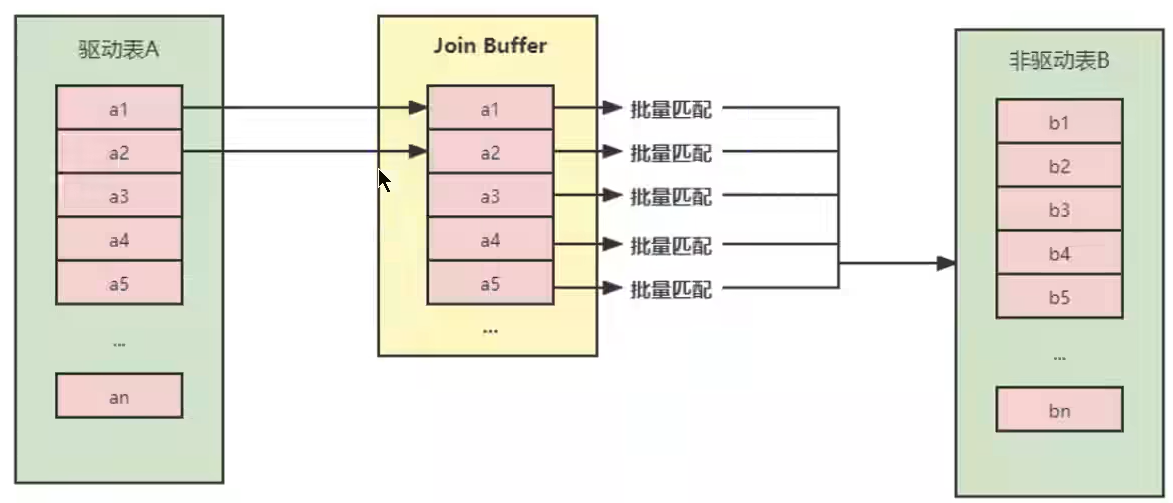 驱动表A
a1
a2
a3
a4
a5
...
an
Join Buffer
a1
a2
a3
a4
a5
...
批量匹配
批量匹配
批量匹配
批量匹配
批量匹配
非驱动表B
b1
b2
b3
b4
b5
...
bn